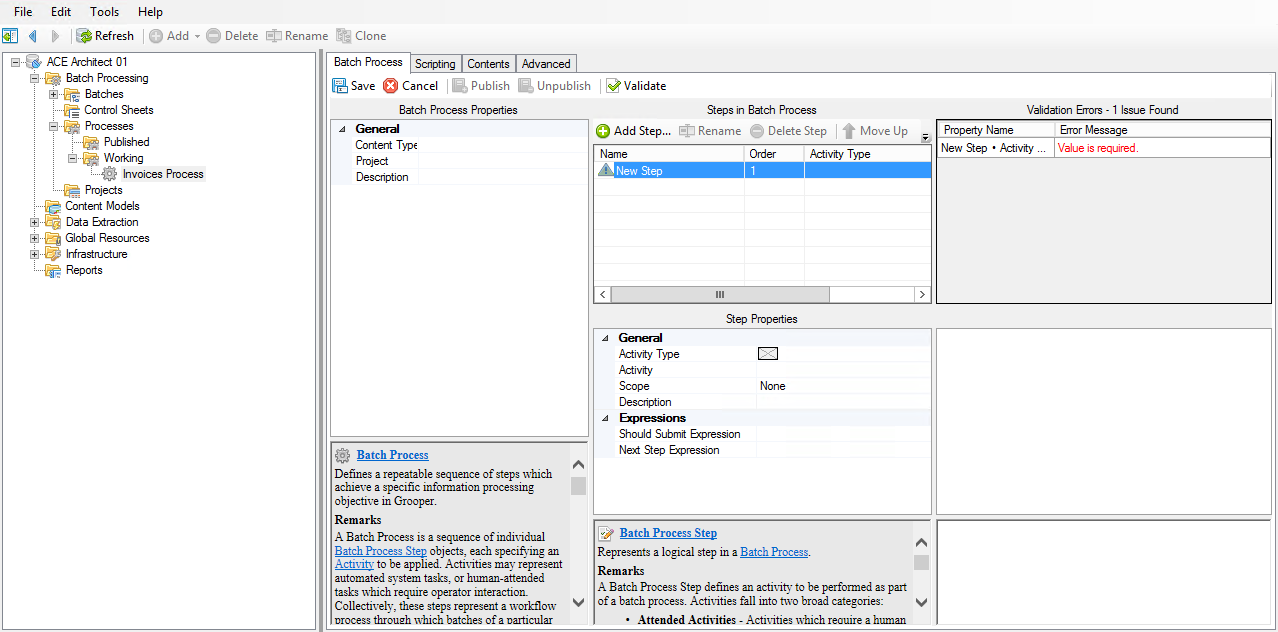 File Edit Tools Help
Refresh Add Delete Rename Clone
ACE Architect 01
Batch Processing
Batches
Control Sheets
Processes
Published
Working
Invoices Process
Projects
Content Models
Data Extraction
Global Resources
Infrastructure
Reports
Batch Process Scripting Contents Advanced
Save Cancel Publish Unpublish Validate
Batch Process Properties
General
Content Type
Project
Description
Batch Process
Defines a repeatable sequence of steps which
achieve a specific information processing
objective in Grooper.
Remarks
A Batch Process is a sequence of individual
Batch Process Step objects, each specifying an
Activity to be applied. Activities may represent
automated system tasks, or human-attended
tasks which require operator interaction.
Collectively, these steps represent a workflow
process through which batches of a particular
Steps in Batch Process
Add Step... Rename Delete Step Move Up
Name Order Activity Type
New Step 1
Step Properties
General
Activity Type
Activity
Scope None
Description
Expressions
Should Submit Expression
Next Step Expression
Batch Process Step
Represents a logical step in a Batch Process.
Remarks
A Batch Process Step defines an activity to be performed as part
of a batch process. Activities fall into two broad categories:
• Attended Activities - Activities which require a human
Validation Errors - 1 Issue Found
Property Name Error Message
New Step • Activity ... Value is required.